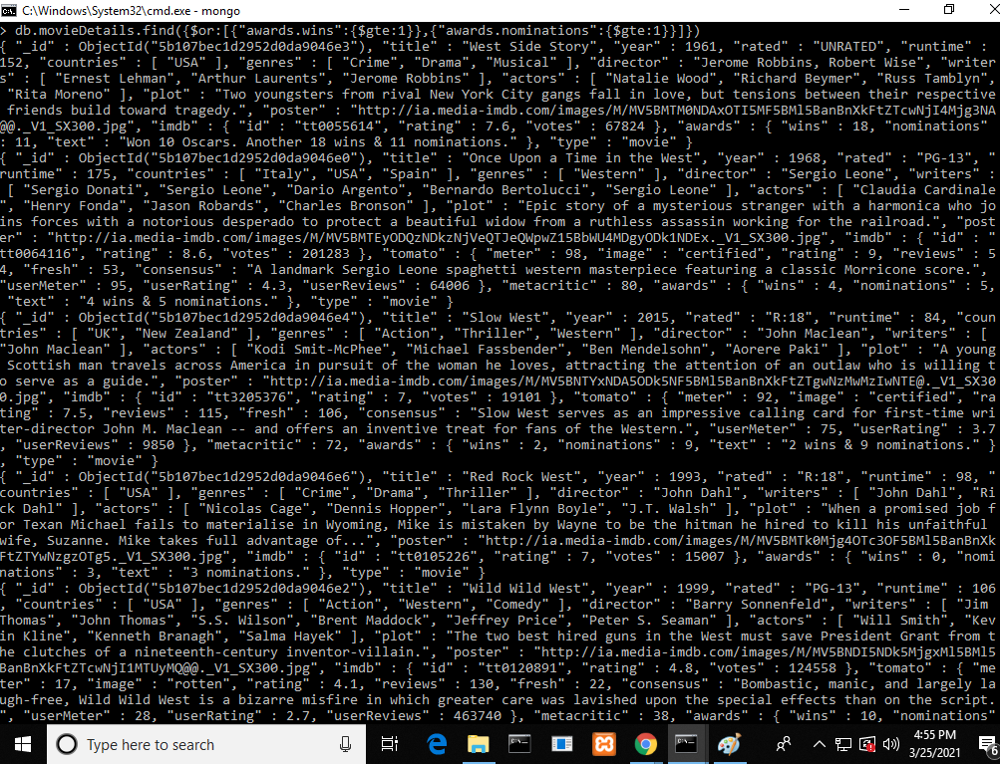 C:\Windows\System32\cmd.exe - mongo
> db.movieDetails.find({$or:[{"awards.wins":{$gte:1}},{"awards.nominations":{$gte:1}}]})
{ "_id" : ObjectId("5b107bec1d2952d0da9046e3"), "title" : "West Side Story", "year" : 1961, "rated" : "UNRATED", "runtime" :
152, "countries" : [ "USA" ], "genres" : [ "Crime", "Drama", "Musical" ], "director" : "Jerome Robbins, Robert Wise", "writer
s" : [ "Ernest Lehman", "Arthur Laurents", "Jerome Robbins" ], "actors" : [ "Natalie Wood", "Richard Beymer", "Russ Tamblyn",
"Rita Moreno" ], "plot" : "Two youngsters from rival New York City gangs fall in love, but tensions between their respective
friends build toward tragedy.", "poster" : "http://ia.media-imdb.com/images/M/MV5BMTM0NDAxOTI5MF5BMl5BanBnXkFtZTcwNjI4Mjg3NA
@@._V1_SX300.jpg", "imdb" : { "id" : "tt0055614", "rating" : 7.6, "votes" : 67824 }, "awards" : { "wins" : 18, "nominations"
: 11, "text" : "Won 10 Oscars. Another 18 wins & 11 nominations." }, "type" : "movie" }
{ "_id" : ObjectId("5b107bec1d2952d0da9046e0"), "title" : "Once Upon a Time in the West", "year" : 1968, "rated" : "PG-13", "
runtime" : 175, "countries" : [ "Italy", "USA", "Spain" ], "genres" : [ "Western" ], "director" : "Sergio Leone", "writers" :
[ "Sergio Donati", "Sergio Leone", "Dario Argento", "Bernardo Bertolucci", "Sergio Leone" ], "actors" : [ "Claudia Cardinale
", "Henry Fonda", "Jason Robards", "Charles Bronson" ], "plot" : "Epic story of a mysterious stranger with a harmonica who jo
ins forces with a notorious desperado to protect a beautiful widow from a ruthless assassin working for the railroad.", "post
er" : "http://ia.media-imdb.com/images/M/MV5BMTEyODQzNDkzNjVeQTJeQWpwZ15BbWU4MDgyODk1NDEx._V1_SX300.jpg", "imdb" : { "id" : "
tt0064116", "rating" : 8.6, "votes" : 201283 }, "tomato" : { "meter" : 98, "image" : "certified", "rating" : 9, "reviews" : 5
4, "fresh" : 53, "consensus" : "A landmark Sergio Leone spaghetti western masterpiece featuring a classic Morricone score.",
"userMeter" : 95, "userRating" : 4.3, "userReviews" : 64006 }, "metacritic" : 80, "awards" : { "wins" : 4, "nominations" : 5,
"text" : "4 wins & 5 nominations." }, "type" : "movie" }
{ "_id" : ObjectId("5b107bec1d2952d0da9046e4"), "title" : "Slow West", "year" : 2015, "rated" : "R:18", "runtime" : 84, "coun
tries" : [ "UK", "New Zealand" ], "genres" : [ "Action", "Thriller", "Western" ], "director" : "John Maclean", "writers" : [
"John Maclean" ], "actors" : [ "Kodi Smit-McPhee", "Michael Fassbender", "Ben Mendelsohn", "Aorere Paki" ], "plot" : "A young
Scottish man travels across America in pursuit of the woman he loves, attracting the attention of an outlaw who is willing t
o serve as a guide.", "poster" : "http://ia.media-imdb.com/images/M/MV5BNTYxNDA5ODk5NF5BMl5BanBnXkFtZTgwNzMwMzIwNTE@._V1_SX30
0.jpg", "imdb" : { "id" : "tt3205376", "rating" : 7, "votes" : 19101 }, "tomato" : { "meter" : 92, "image" : "certified", "ra
ting" : 7.5, "reviews" : 115, "fresh" : 106, "consensus" : "Slow West serves as an impressive calling card for first-time wri
ter-director John M. Maclean -- and offers an inventive treat for fans of the Western.", "userMeter" : 75, "userRating" : 3.7
, "userReviews" : 9850 }, "metacritic" : 72, "awards" : { "wins" : 2, "nominations" : 9, "text" : "2 wins & 9 nominations." }
, "type" : "movie" }
{ "_id" : ObjectId("5b107bec1d2952d0da9046e6"), "title" : "Red Rock West", "year" : 1993, "rated" : "R:18", "runtime" : 98, "
countries" : [ "USA" ], "genres" : [ "Crime", "Drama", "Thriller" ], "director" : "John Dahl", "writers" : [ "John Dahl", "Ri
ck Dahl" ], "actors" : [ "Nicolas Cage", "Dennis Hopper", "Lara Flynn Boyle", "J.T. Walsh" ], "plot" : "When a promised job f
or Texan Michael fails to materialise in Wyoming, Mike is mistaken by Wayne to be the hitman he hired to kill his unfaithful
wife, Suzanne. Mike takes full advantage of...", "poster" : "http://ia.media-imdb.com/images/M/MV5BMTk0Mjg4OTc3OF5BMl5BanBnXk
FtZTYwNzgzOTg5._V1_SX300.jpg", "imdb" : { "id" : "tt0105226", "rating" : 7, "votes" : 15007 }, "awards" : { "wins" : 0, "nomi
nations" : 3, "text" : "3 nominations." }, "type" : "movie" }
{ "_id" : ObjectId("5b107bec1d2952d0da9046e2"), "title" : "Wild Wild West", "year" : 1999, "rated" : "PG-13", "runtime" : 106
, "countries" : [ "USA" ], "genres" : [ "Action", "Western", "Comedy" ], "director" : "Barry Sonnenfeld", "writers" : [ "Jim
Thomas", "John Thomas", "S.S. Wilson", "Brent Maddock", "Jeffrey Price", "Peter S. Seaman" ], "actors" : [ "Will Smith", "Kev
in Kline", "Kenneth Branagh", "Salma Hayek" ], "plot" : "The two best hired guns in the West must save President Grant from t
he clutches of a nineteenth-century inventor-villain.", "poster" : "http://ia.media-imdb.com/images/M/MV5BNDI5NDk5MjgxMl5BMl5
BanBnXkFtZTcwNjI1MTUyMQ@@._V1_SX300.jpg", "imdb" : { "id" : "tt0120891", "rating" : 4.8, "votes" : 124558 }, "tomato" : { "me
ter" : 17, "image" : "rotten", "rating" : 4.1, "reviews" : 130, "fresh" : 22, "consensus" : "Bombastic, manic, and largely la
ugh-free, Wild Wild West is a bizarre misfire in which greater care was lavished upon the special effects than on the script.
", "userMeter" : 28, "userRating" : 2.7, "userReviews" : 463740 }, "metacritic" : 38, "awards" : { "wins" : 10, "nominations"
Type here to search
4:55 PM
3/25/2021
6